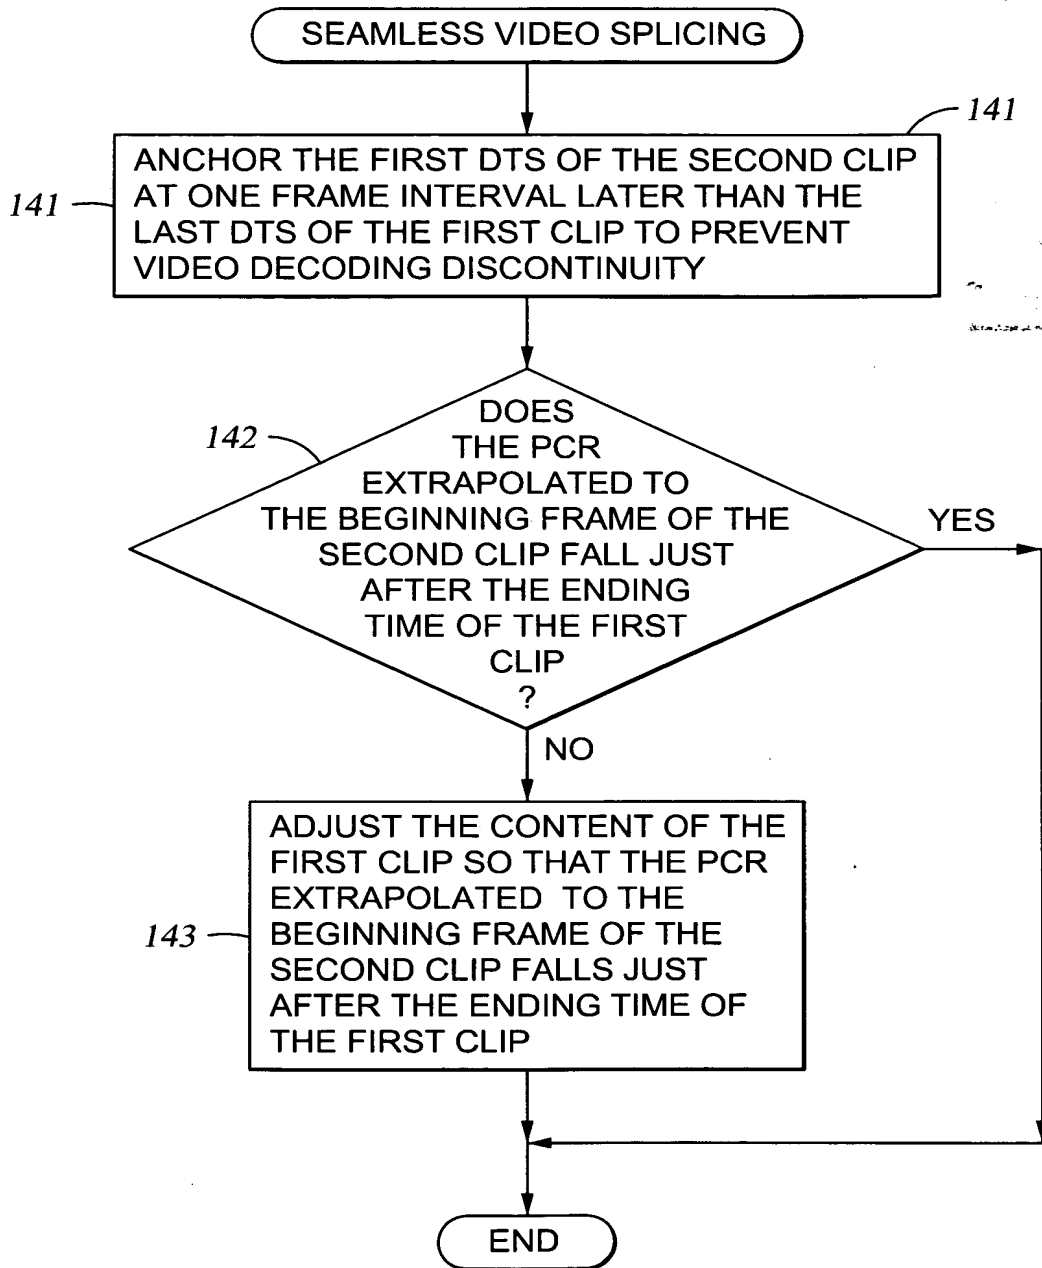 SEAMLESS VIDEO SPLICING
141
141
ANCHOR THE FIRST DTS OF THE SECOND CLIP
AT ONE FRAME INTERVAL LATER THAN THE
LAST DTS OF THE FIRST CLIP TO PREVENT
VIDEO DECODING DISCONTINUITY
142
DOES
THE PCR
EXTRAPOLATED TO
THE BEGINNING FRAME OF THE
SECOND CLIP FALL JUST
AFTER THE ENDING
TIME OF THE FIRST
CLIP
?
YES
NO
143
ADJUST THE CONTENT OF THE
FIRST CLIP SO THAT THE PCR
EXTRAPOLATED TO THE
BEGINNING FRAME OF THE
SECOND CLIP FALLS JUST
AFTER THE ENDING TIME OF
THE FIRST CLIP
END